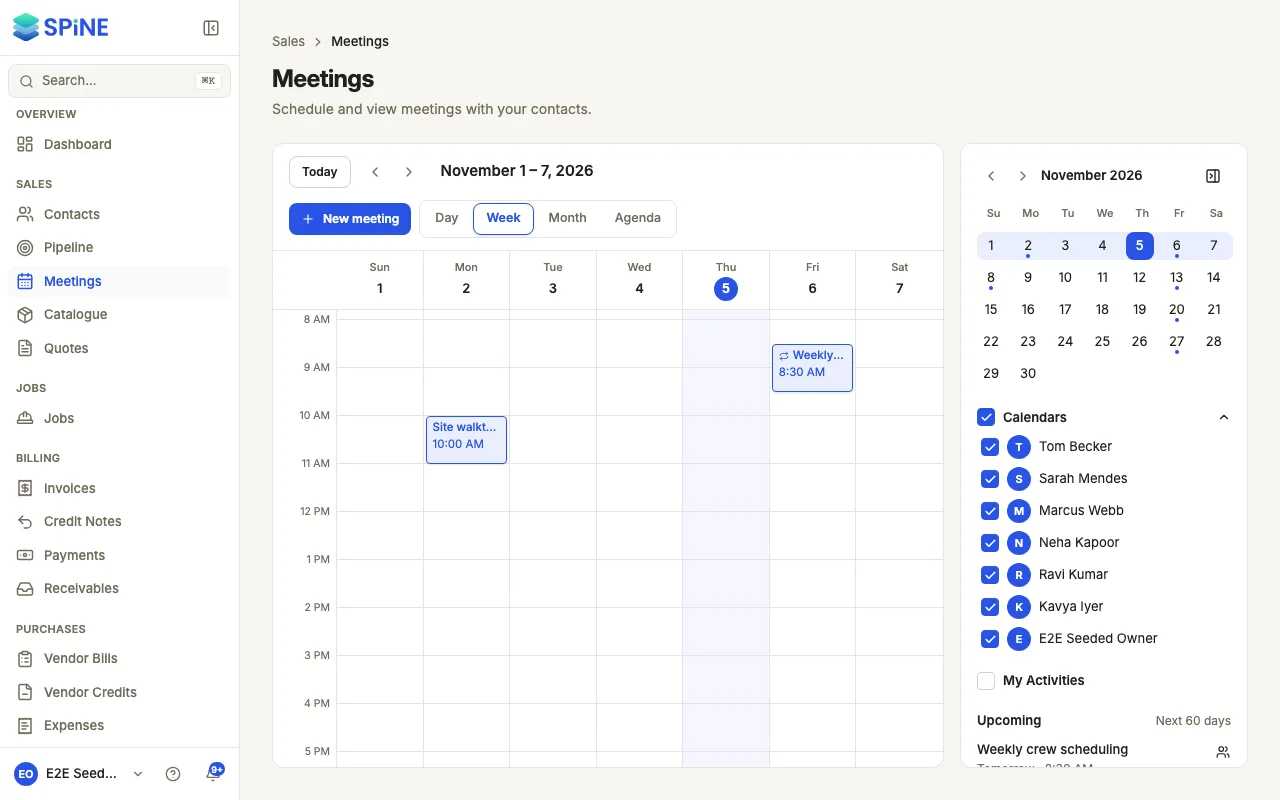 SPiNE
Search...
⌘K
OVERVIEW
Dashboard
SALES
Contacts
Pipeline
Meetings
Catalogue
Quotes
JOBS
Jobs
BILLING
Invoices
Credit Notes
Payments
Receivables
PURCHASES
Vendor Bills
Vendor Credits
Expenses
EO E2E Seed...
9+
Sales > Meetings
Meetings
Schedule and view meetings with your contacts.
Today
November 1 – 7, 2026
+ New meeting
Day Week Month Agenda
Sun Mon Tue Wed Thu Fri Sat
1 2 3 4 5 6 7
8 AM
Weekly...
8:30 AM
9 AM
10 AM
Site walkt...
10:00 AM
11 AM
12 PM
1 PM
2 PM
3 PM
4 PM
5 PM
November 2026
Su Mo Tu We Th Fr Sa
1 2 3 4 5 6 7
8 9 10 11 12 13 14
15 16 17 18 19 20 21
22 23 24 25 26 27 28
29 30
Calendars
T Tom Becker
S Sarah Mendes
M Marcus Webb
N Neha Kapoor
R Ravi Kumar
K Kavya Iyer
E E2E Seeded Owner
My Activities
Upcoming Next 60 days
Weekly crew scheduling